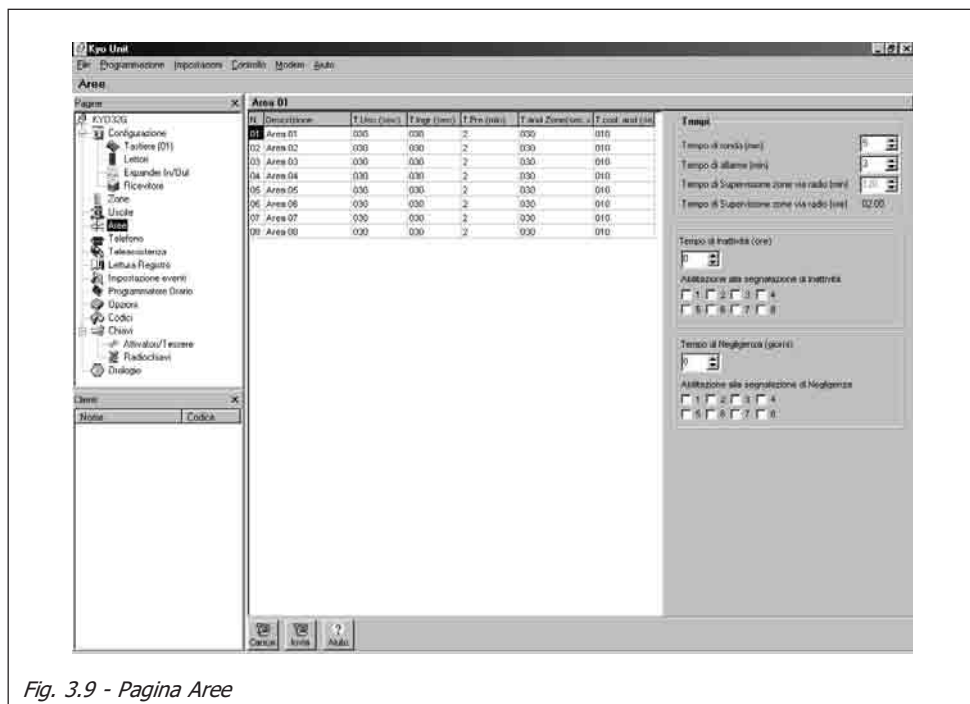 Kyo Unit
File Programmazione Impostazioni Controllo Modem Aiuto
Aree
Pagine
KYO32G
Configurazione
Tastiere (01)
Lettori
Expander In/Out
Ricevitore
Zone
Uscite
Aree
Telefono
Teleassistenza
Lettura Registro
Impostazione eventi
Programmatore Orario
Opzioni
Codici
Chiavi
Attivatori/Tessere
Radiochiavi
Orologio
Clienti
Nome Codice
Area 01
N. Descrizione T.Usc (sec) T.Ingr (sec) T.Pre (min)
01 Area 01 030 030 2 030 010
02 Area 02 030 030 2 030 010
03 Area 03 030 030 2 030 010
04 Area 04 030 030 2 030 010
05 Area 05 030 030 2 030 010
06 Area 06 030 030 2 030 010
07 Area 07 030 030 2 030 010
08 Area 08 030 030 2 030 010
Tempi
Tempo di ronda (min) 5
Tempo di allarme (min) 3
Tempo di Supervisione zone via radio (min) 120
Tempo di Supervisione zone via radio (ore) 02:00
Tempo di Inattività (ore)
0
Abilitazione alla segnalazione di Inattività
1 2 3 4
5 6 7 8
Tempo di Negligenza (giorni)
0
Abilitazione alla segnalazione di Negligenza
1 2 3 4
5 6 7 8
Carica Invia Aiuto
Fig. 3.9 - Pagina Aree